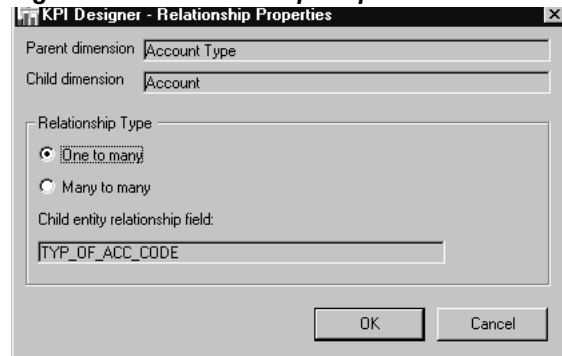 KPI Designer - Relationship Properties
Parent dimension Account Type
Child dimension Account
Relationship Type
One to many
Many to many
Child entity relationship field:
TYP_OF_ACC_CODE
OK Cancel